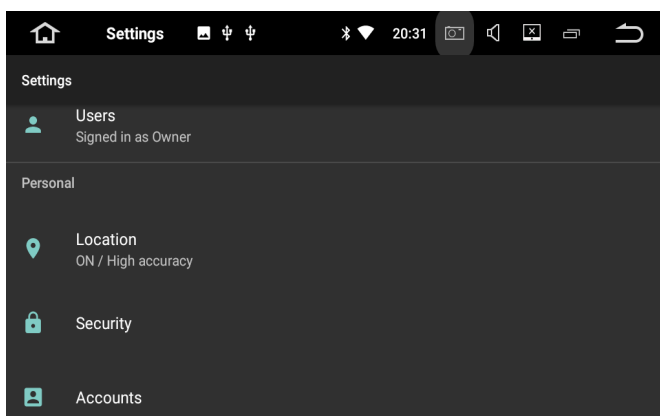 Settings 20:31
Settings
Users
Signed in as Owner
Personal
Location
ON / High accuracy
Security
Accounts